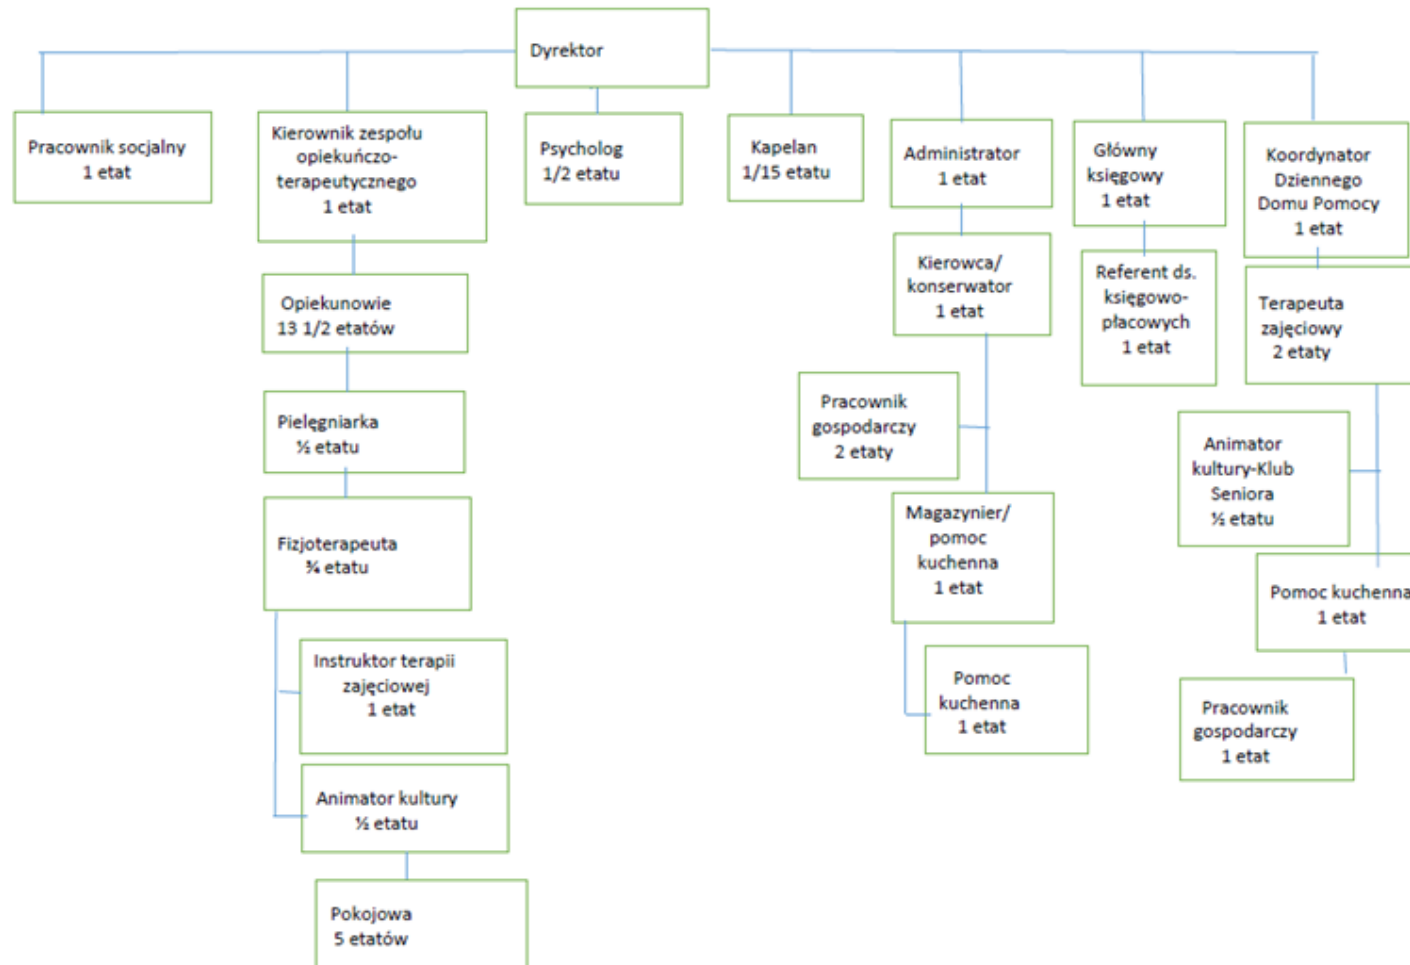 Dyrektor
Pracownik socjalny
1 etat
Kierownik zespołu
opiekuńczo-
terapeutycznego
1 etat
Psycholog
1/2 etatu
Kapelan
1/15 etatu
Administrator
1 etat
Główny
księgowy
1 etat
Koordynator
Dziennego
Domu Pomocy
1 etat
Opiekunowie
13 1/2 etatów
Kierowca/
konserwator
1 etat
Referent ds.
księgowo-
płacowych
1 etat
Terapeuta
zajęciowy
2 etaty
Pielęgniarka
½ etatu
Pracownik
gospodarczy
2 etaty
Animator
kultury-Klub
Seniora
½ etatu
Fizjoterapeuta
¾ etatu
Magazynier/
pomoc
kuchenna
1 etat
Pomoc kuchenna
1 etat
Instruktor terapii
zajęciowej
1 etat
Pomoc
kuchenna
1 etat
Pracownik
gospodarczy
1 etat
Animator kultury
½ etatu
Pokojowa
5 etatów